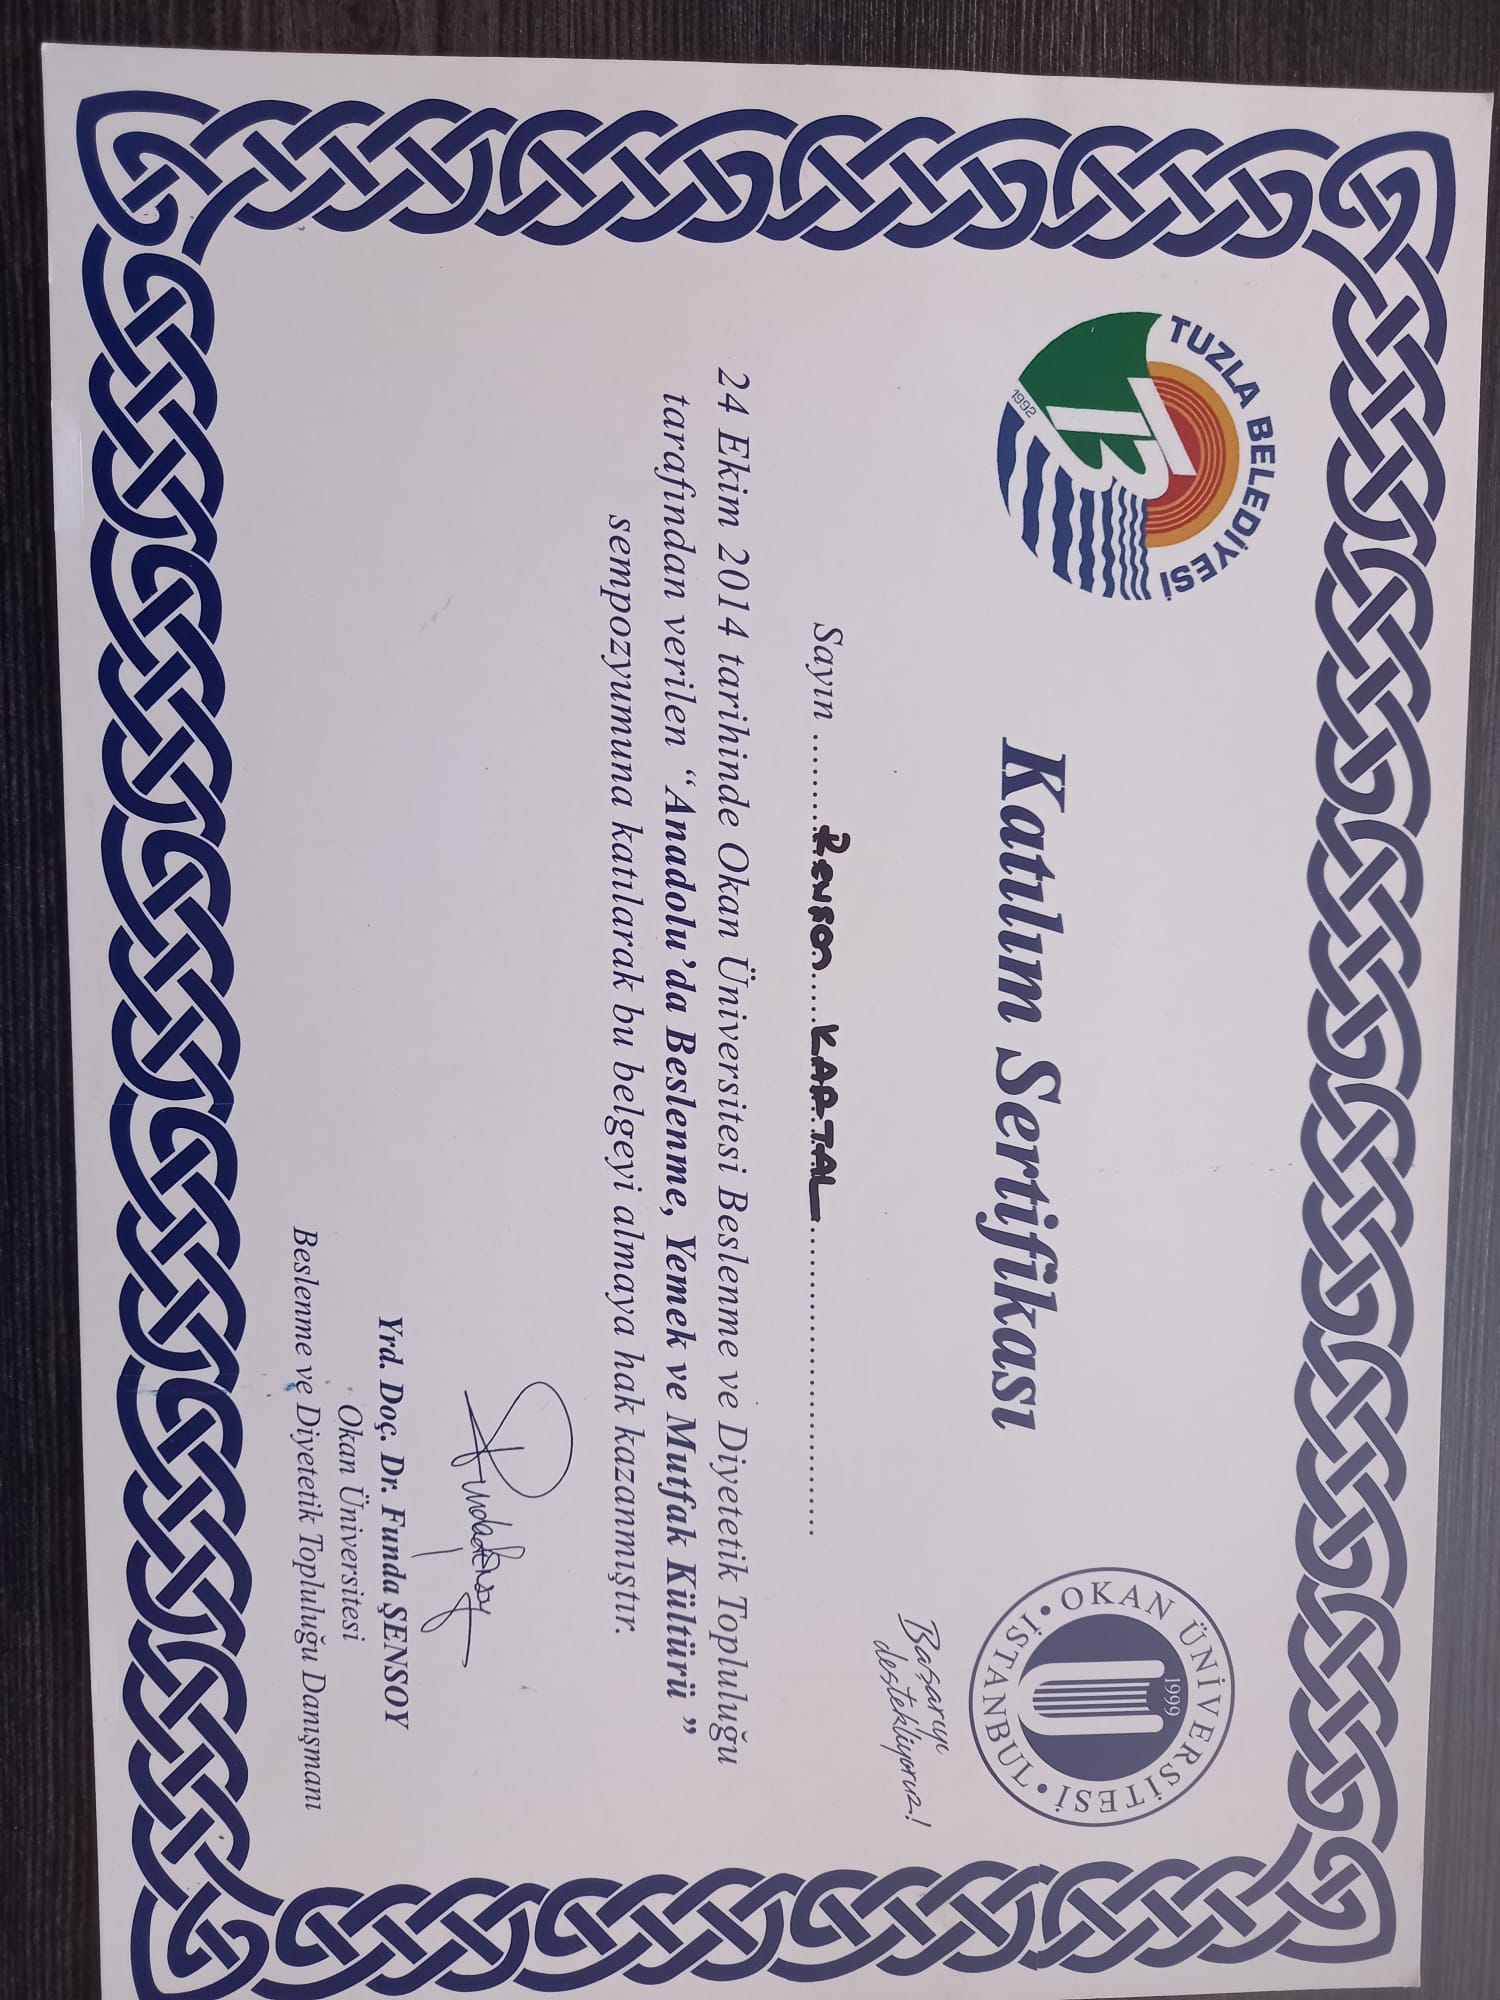 TUZLA BELEDİYESİ
1992
Katılım Sertifikası
OKAN ÜNİVERSİTESİ
1999
İSTANBUL
Başarıyı
destekliyoruz!
Sayın ........ KARTAL ........
24 Ekim 2014 tarihinde Okan Üniversitesi Beslenme ve Diyetetik Topluluğu
tarafından verilen “Anadolu’da Beslenme, Yemek ve Mutfak Kültürü ”
sempozyumuna katılarak bu belgeyi almaya hak kazanmıştır.
Yrd. Doç. Dr. Funda ŞENSOY
Okan Üniversitesi
Beslenme ve Diyetetik Topluluğu Danışmanı